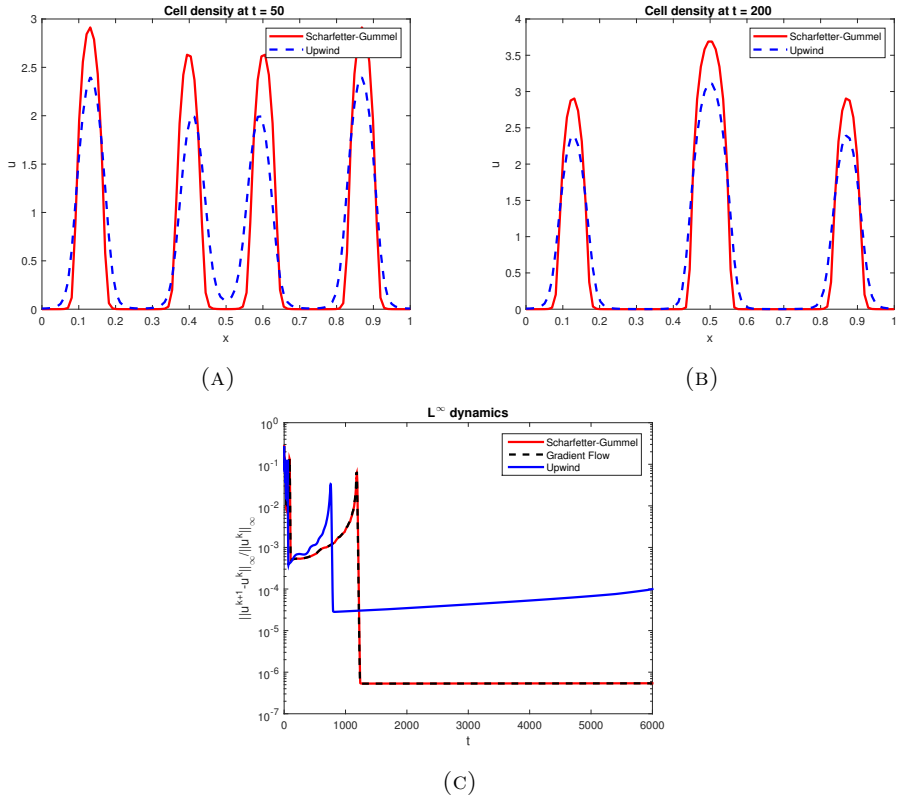 Cell density at t = 50
Scharfetter-Gummel
Upwind
3
2.5
2
1.5
1
0.5
0
u
0 0.1 0.2 0.3 0.4 0.5 0.6 0.7 0.8 0.9 1
x
(A)
Cell density at t = 200
Scharfetter-Gummel
Upwind
4
3.5
3
2.5
2
1.5
1
0.5
0
u
0 0.1 0.2 0.3 0.4 0.5 0.6 0.7 0.8 0.9 1
x
(B)
L^∞ dynamics
Scharfetter-Gummel
Gradient Flow
Upwind
10^0
10^-1
10^-2
10^-3
10^-4
10^-5
10^-6
10^-7
||u^{k+1}-u^k||_∞/||u^k||_∞
0 1000 2000 3000 4000 5000 6000
t
(C)